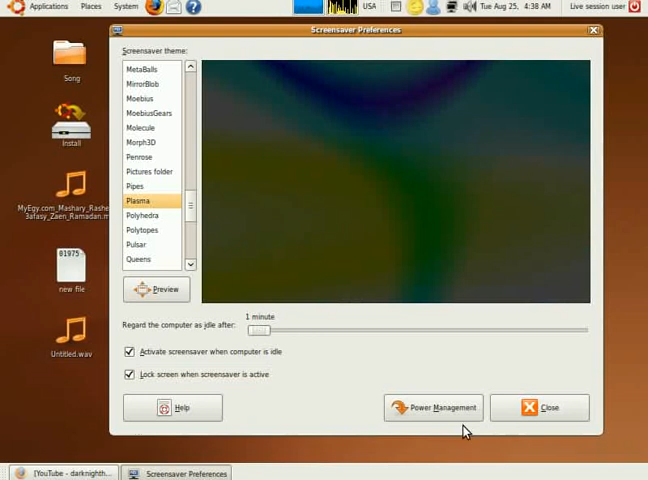 Applications Places System USA Tue Aug 25, 4:38 AM Live session user
Screensaver Preferences
Song
Install
MyEgy.com_Mashary_Rashe
3afasy_Zaen_Ramadan.m
01975
new file
Untitled.wav
Screensaver theme:
MetaBalls
MirrorBlob
Moebius
MoebiusGears
Molecule
Morph3D
Penrose
Pictures folder
Pipes
Plasma
Polyhedra
Polytopes
Pulsar
Queens
Preview
1 minute
Regard the computer as idle after:
Activate screensaver when computer is idle
Lock screen when screensaver is active
Help
Power Management
Close
[YouTube - darknighth... Screensaver Preferences